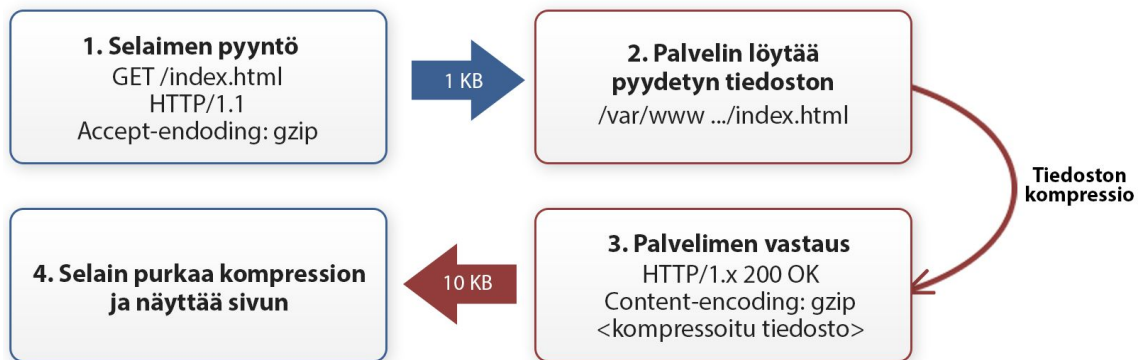 1. Selaimen pyyntö
GET /index.html
HTTP/1.1
Accept-endoding: gzip
1 KB
2. Palvelin löytää
pyydetyn tiedoston
/var/www .../index.html
Tiedoston
kompressio
3. Palvelimen vastaus
HTTP/1.x 200 OK
Content-encoding: gzip
<kompressoitu tiedosto>
10 KB
4. Selain purkaa kompression
ja näyttää sivun